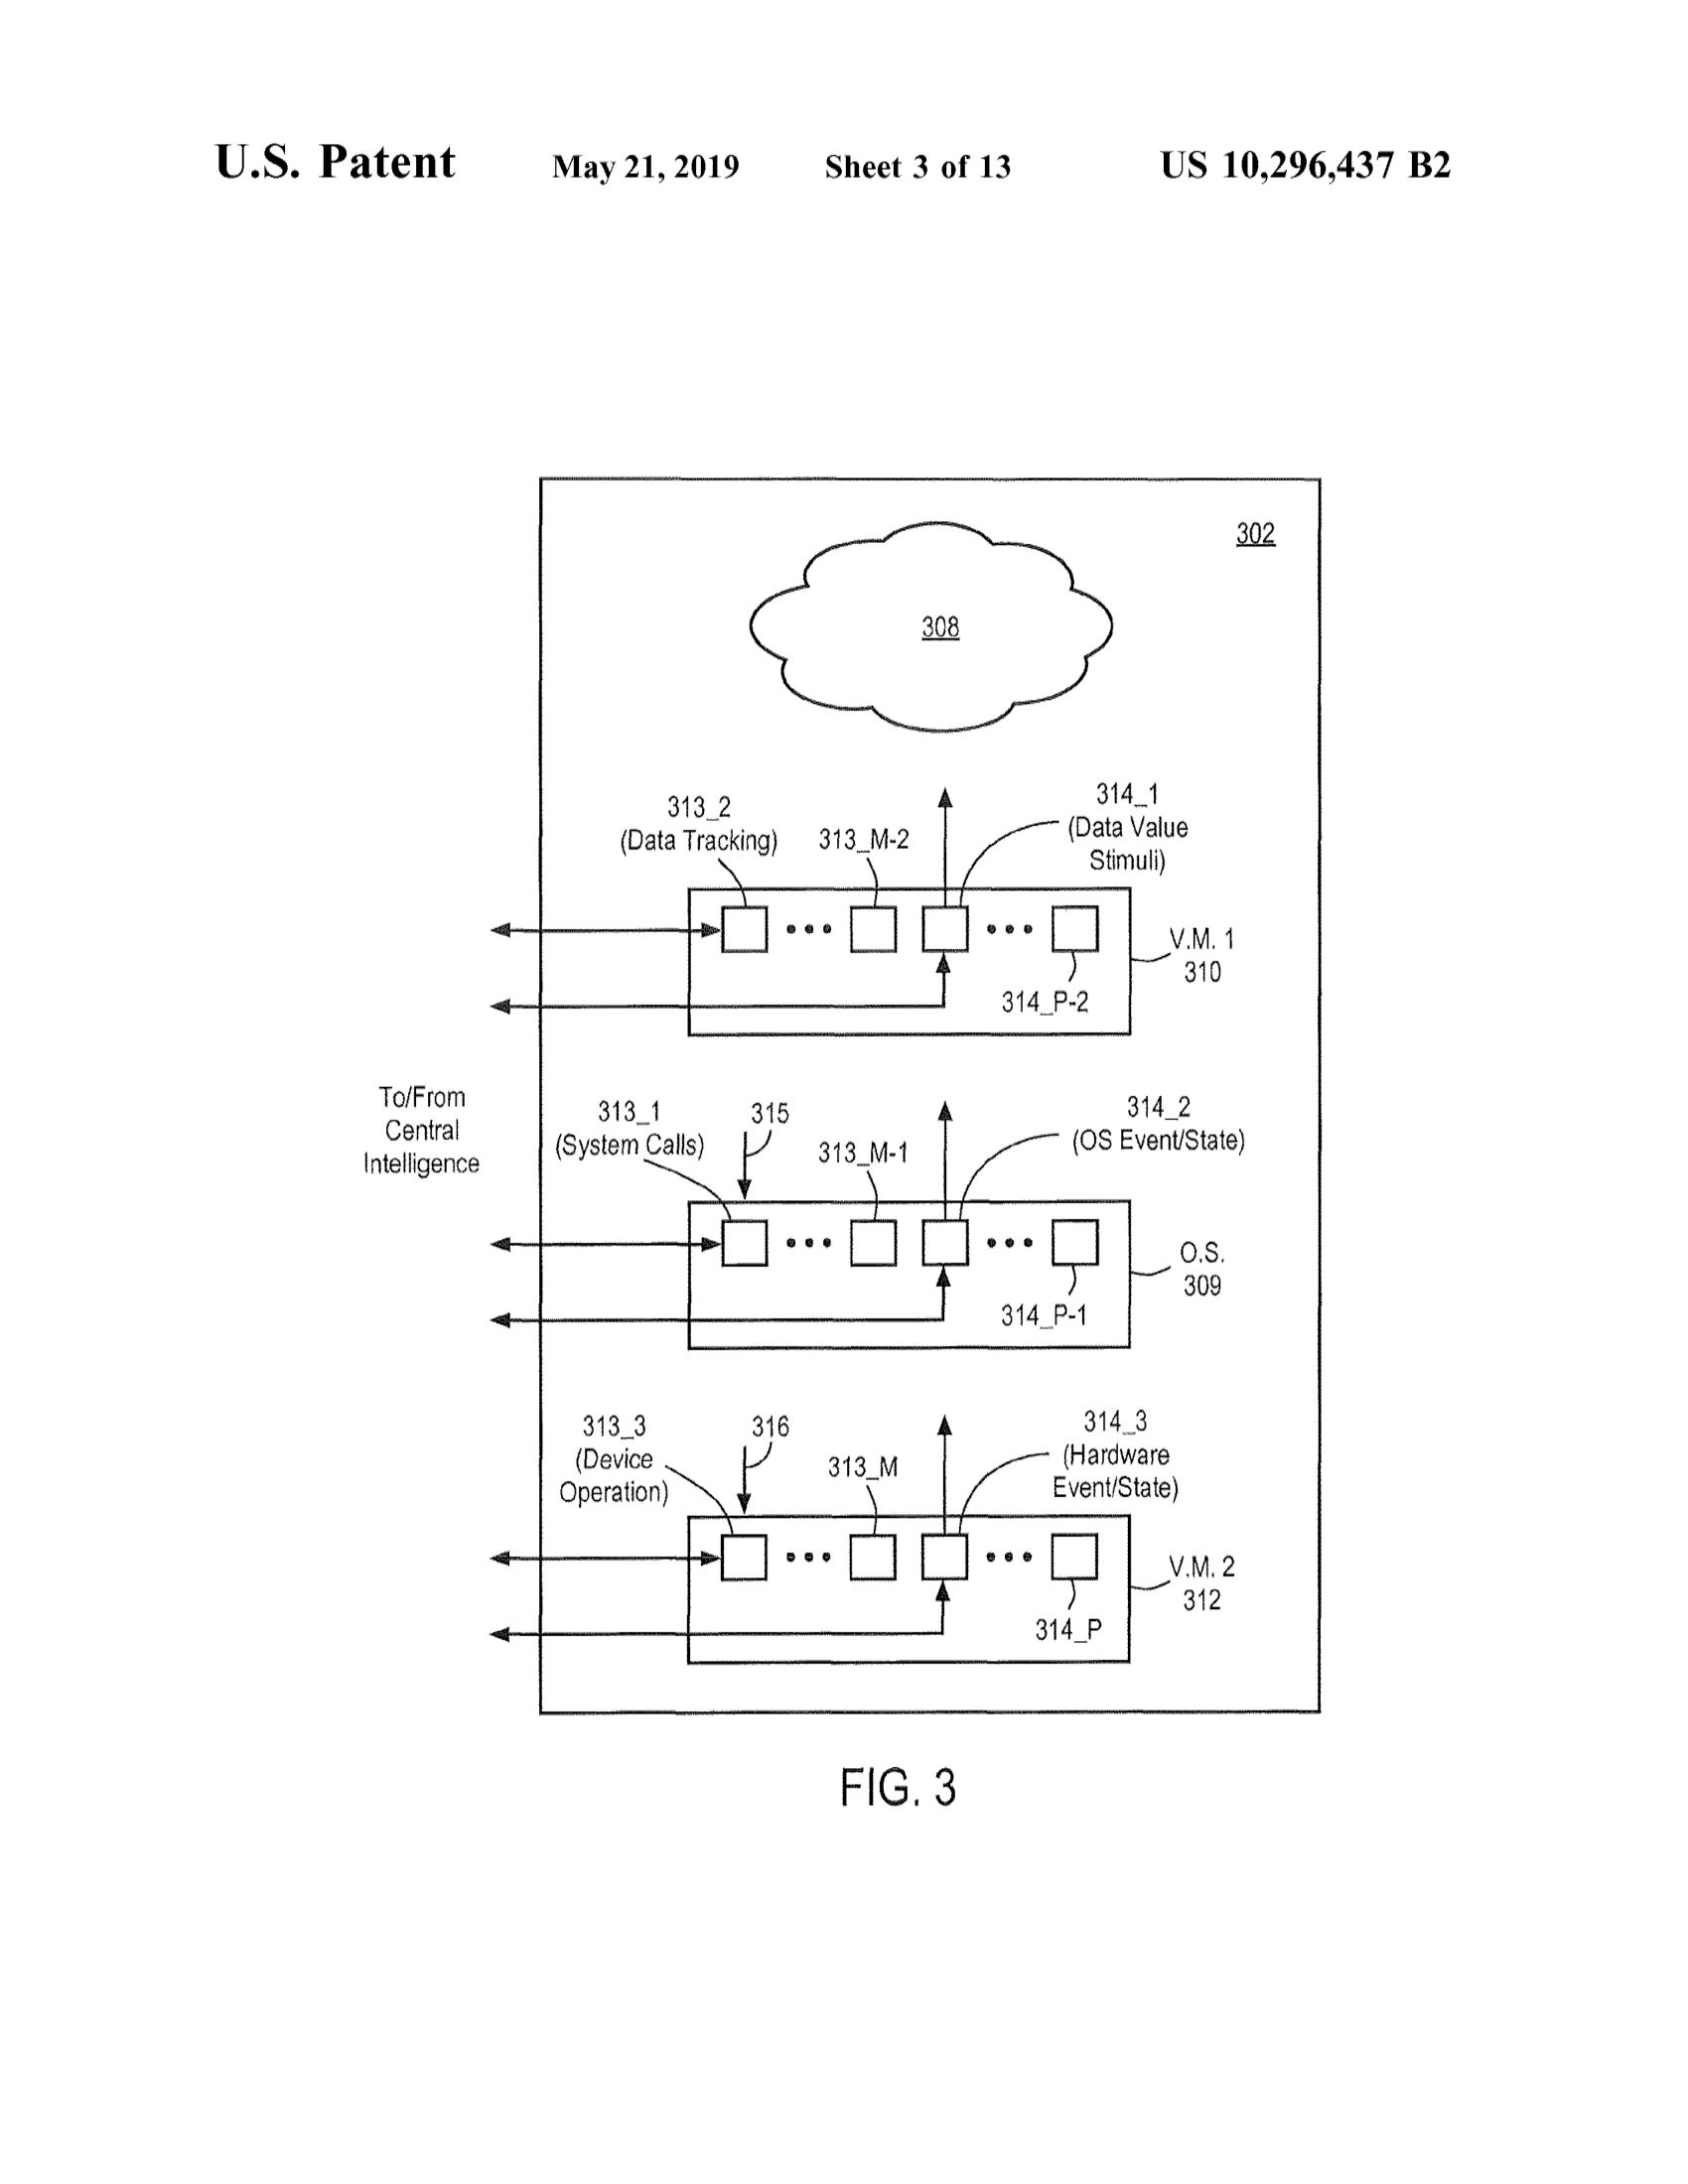 U.S. Patent May 21, 2019 Sheet 3 of 13 US 10,296,437 B2
302
308
313_2
(Data Tracking)
313_M-2
314_1
(Data Value
Stimuli)
V.M. 1
310
314_P-2
To/From
Central
Intelligence
313_1
(System Calls)
315
313_M-1
314_2
(OS Event/State)
O.S.
309
314_P-1
313_3
(Device
Operation)
316
313_M
314_3
(Hardware
Event/State)
V.M. 2
312
314_P
FIG. 3